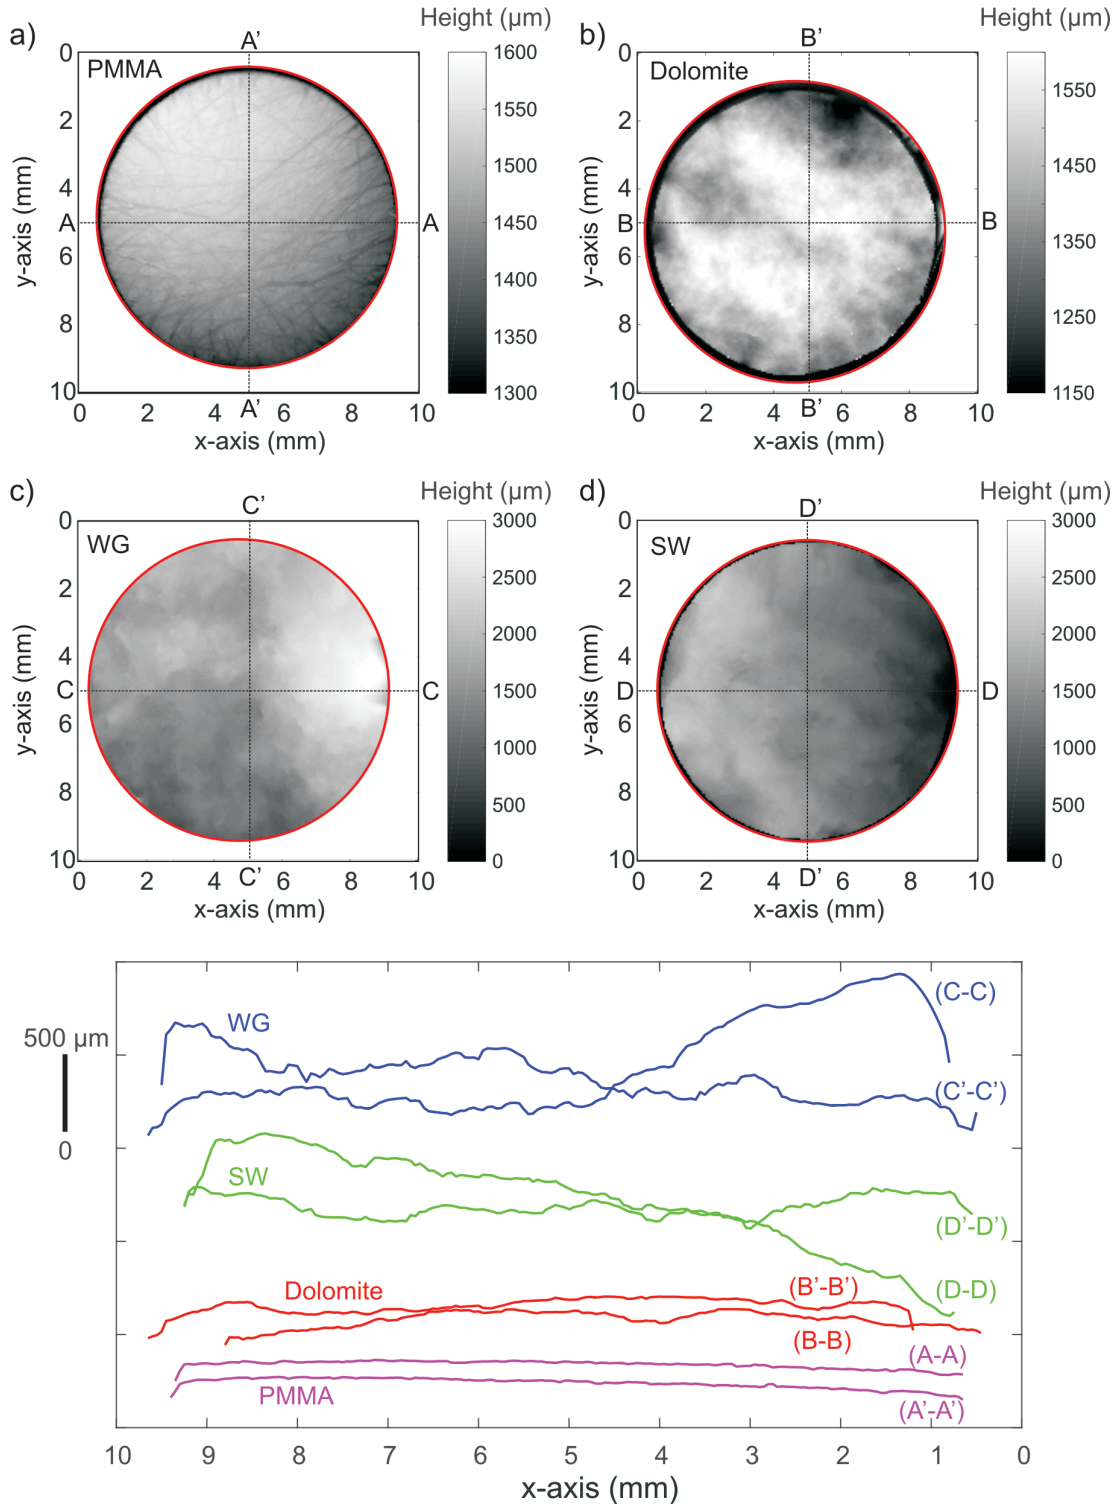 a)
Height (µm)
A’
PMMA
0
2
4
6
8
10
y-axis (mm)
A
A
A’
0
2
4
6
8
10
x-axis (mm)
1600
1550
1500
1450
1400
1350
1300
b)
Height (µm)
B’
Dolomite
0
2
4
6
8
10
y-axis (mm)
B
B
B’
0
2
4
6
8
10
x-axis (mm)
1550
1450
1350
1250
1150
c)
Height (µm)
C’
WG
0
2
4
6
8
10
y-axis (mm)
C
C
C’
0
2
4
6
8
10
x-axis (mm)
3000
2500
2000
1500
1000
500
0
d)
Height (µm)
D’
SW
0
2
4
6
8
10
y-axis (mm)
D
D
D’
0
2
4
6
8
10
x-axis (mm)
3000
2500
2000
1500
1000
500
0
500 µm
0
WG
(C-C)
(C’-C’)
SW
(D’-D’)
(D-D)
Dolomite
(B’-B’)
(B-B)
(A-A)
PMMA
(A’-A’)
10
9
8
7
6
5
4
3
2
1
0
x-axis (mm)